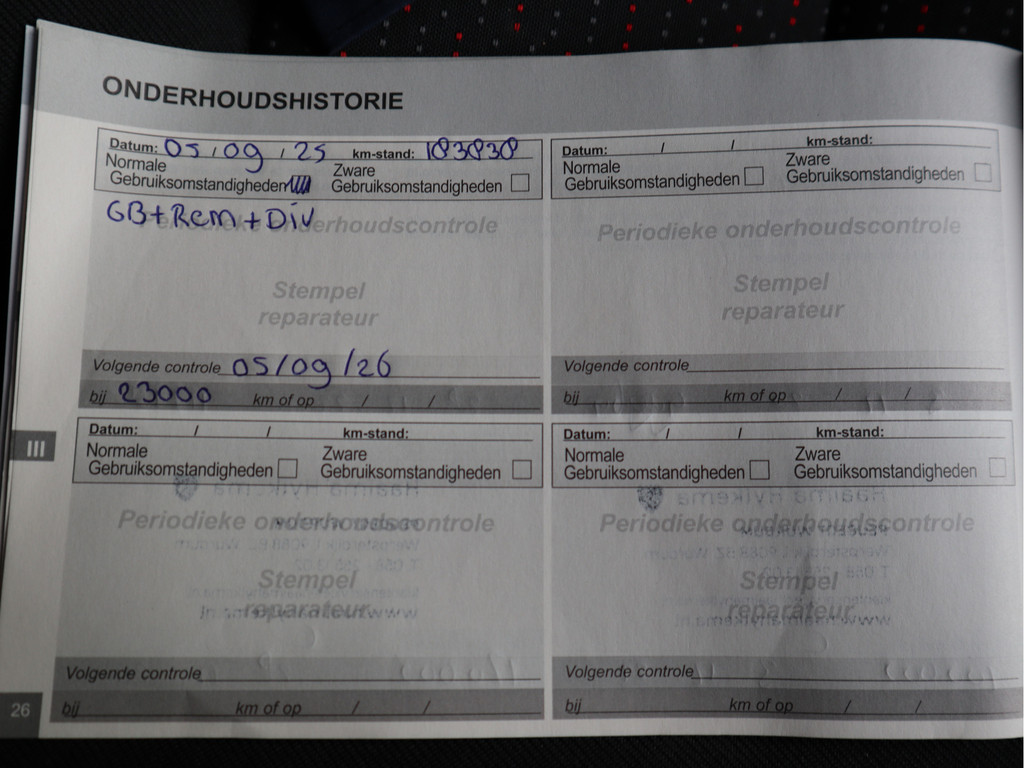 ONDERHOUDSHISTORIE
Datum: 05 / 09 / 25 km-stand: 183838
Normale Gebruiksomstandigheden
Zware Gebruiksomstandigheden
GB+Rem+Div
Periodieke onderhoudscontrole
Stempel
reparateur
Volgende controle 05/09/26
bij 23000 km of op / /
Datum: / / km-stand:
Normale Gebruiksomstandigheden
Zware Gebruiksomstandigheden
Periodieke onderhoudscontrole
Stempel
reparateur
Volgende controle
bij km of op / /
III
Datum: / / km-stand:
Normale Gebruiksomstandigheden
Zware Gebruiksomstandigheden
Periodieke onderhoudscontrole
Stempel
reparateur
Volgende controle
bij km of op / /
Datum: / / km-stand:
Normale Gebruiksomstandigheden
Zware Gebruiksomstandigheden
Periodieke onderhoudscontrole
Stempel
reparateur
Volgende controle
bij km of op / /
26